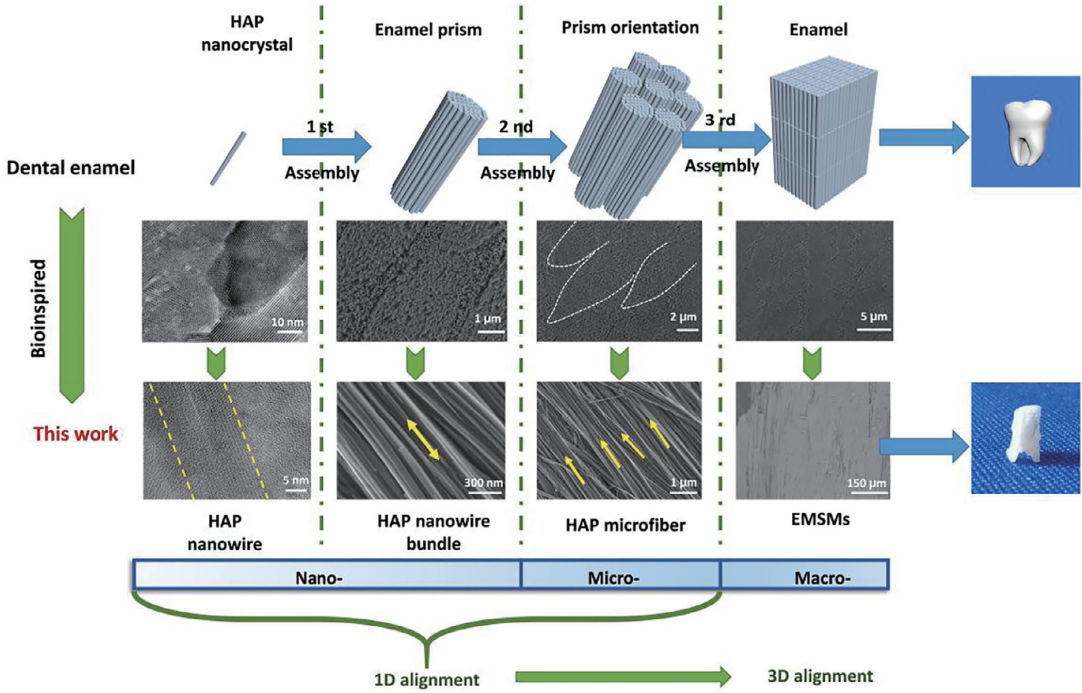 HAP
nanocrystal
Enamel prism
Prism orientation
Enamel
1 st
Assembly
2 nd
Assembly
3 rd
Assembly
Dental enamel
Bioinspired
10 nm
1 µm
2 µm
5 µm
This work
5 nm
300 nm
1 µm
150 µm
HAP
nanowire
HAP nanowire
bundle
HAP microfiber
EMSMs
Nano-
Micro-
Macro-
1D alignment
3D alignment